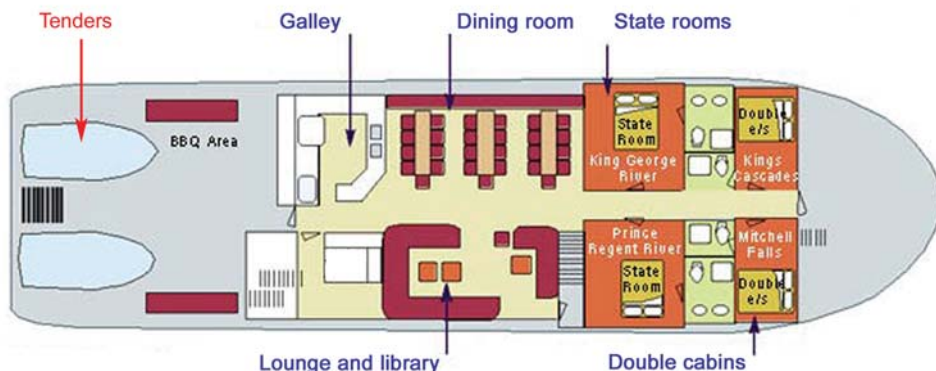 Tenders
Galley
Dining room
State rooms
BBQ Area
State
Room
King George
River
Double
e/s
Kings
Cascades
Prince
Regent River
State
Room
Mitchell
Falls
Double
e/s
Lounge and library
Double cabins